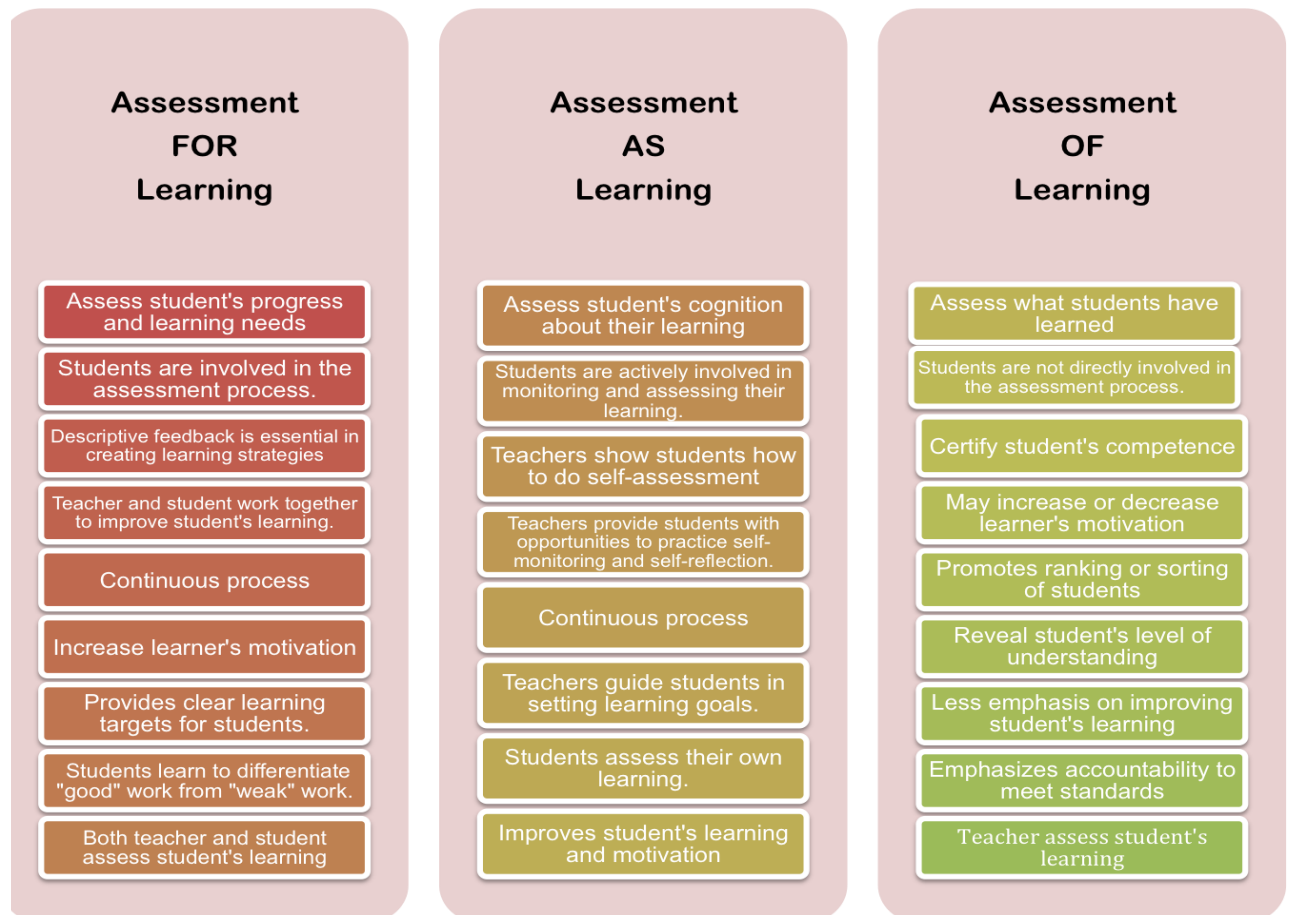 Assessment
FOR
Learning
Assess student's progress
and learning needs
Students are involved in the
assessment process.
Descriptive feedback is essential in
creating learning strategies
Teacher and student work together
to improve student's learning.
Continuous process
Increase learner's motivation
Provides clear learning
targets for students.
Students learn to differentiate
"good" work from "weak" work.
Both teacher and student
assess student's learning
Assessment
AS
Learning
Assess student's cognition
about their learning
Students are actively involved in
monitoring and assessing their
learning.
Teachers show students how
to do self-assessment
Teachers provide students with
opportunities to practice self-
monitoring and self-reflection.
Continuous process
Teachers guide students in
setting learning goals.
Students assess their own
learning.
Improves student's learning
and motivation
Assessment
OF
Learning
Assess what students have
learned
Students are not directly involved in
the assessment process.
Certify student's competence
May increase or decrease
learner's motivation
Promotes ranking or sorting
of students
Reveal student's level of
understanding
Less emphasis on improving
student's learning
Emphasizes accountability to
meet standards
Teacher assess student's
learning